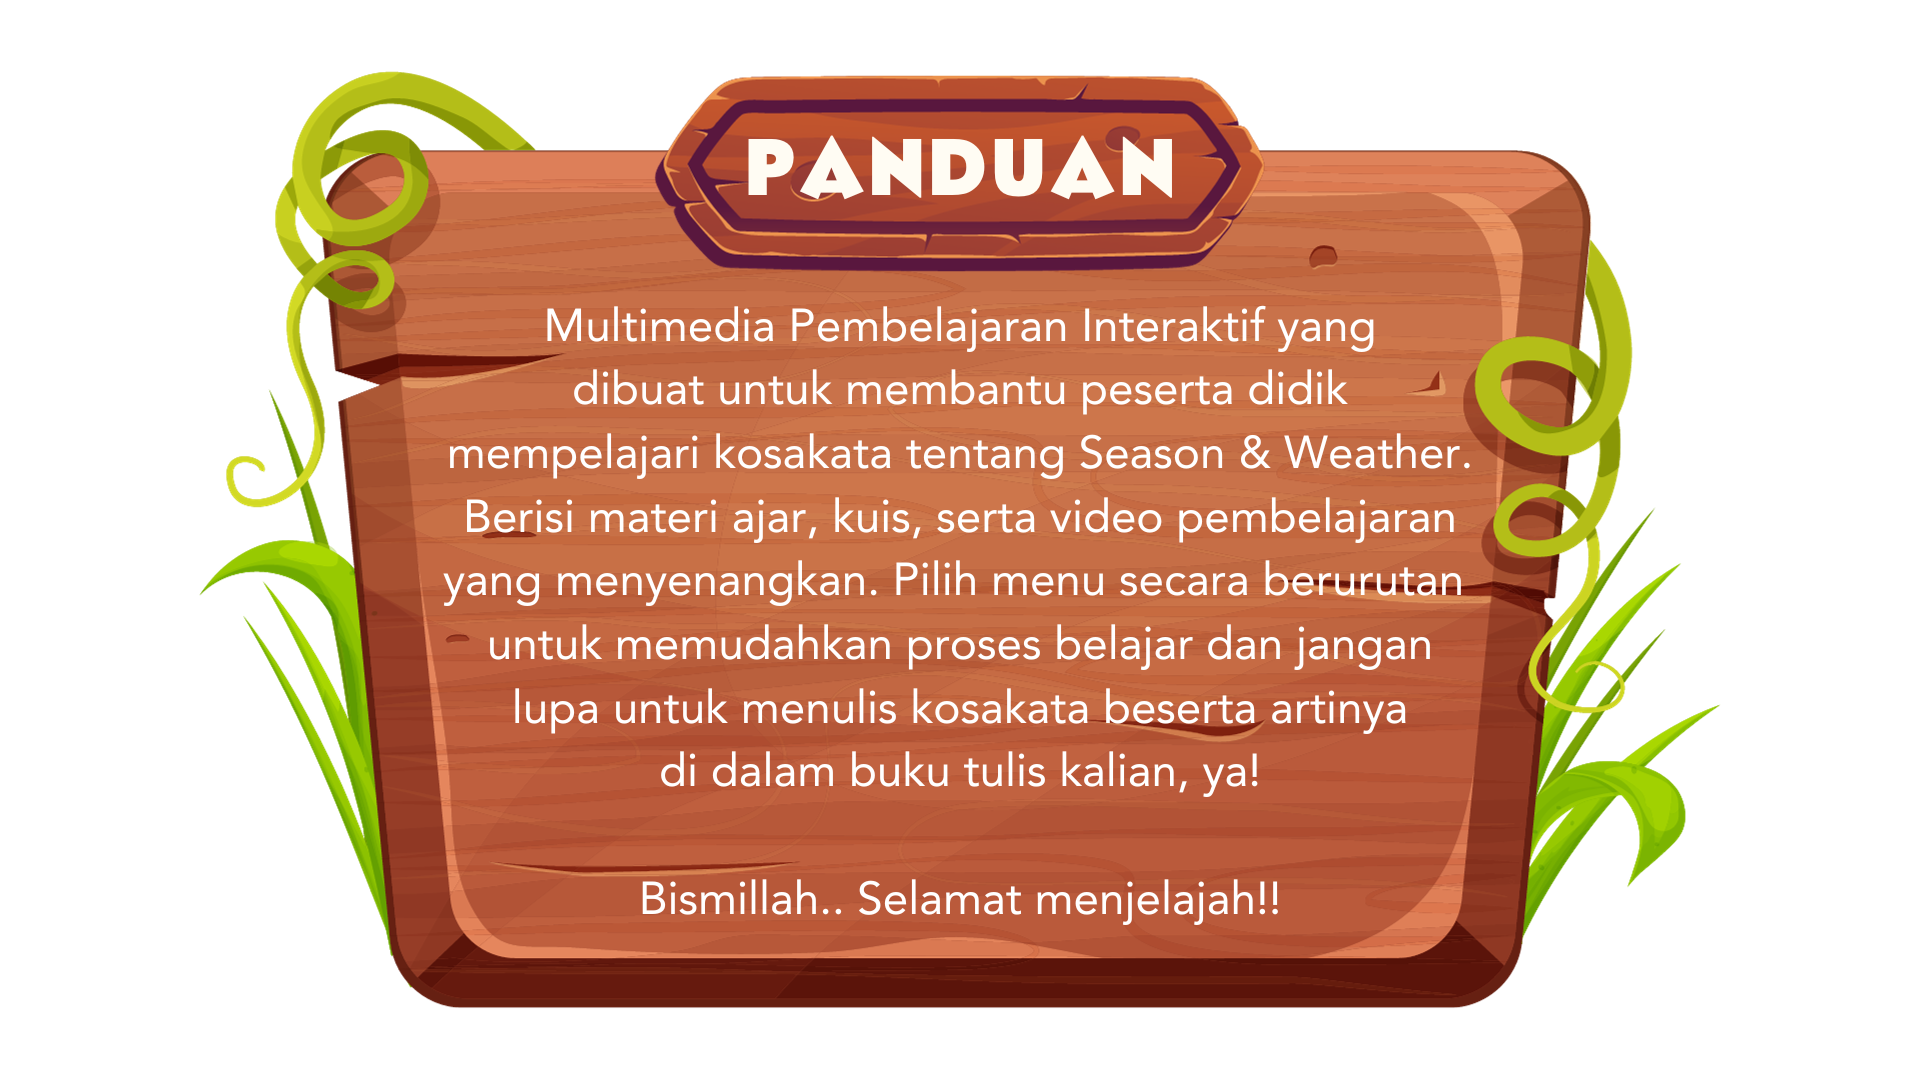 PANDUAN
Multimedia Pembelajaran Interaktif yang
dibuat untuk membantu peserta didik
mempelajari kosakata tentang Season & Weather.
Berisi materi ajar, kuis, serta video pembelajaran
yang menyenangkan. Pilih menu secara berurutan
untuk memudahkan proses belajar dan jangan
lupa untuk menulis kosakata beserta artinya
di dalam buku tulis kalian, ya!
Bismillah.. Selamat menjelajah!!